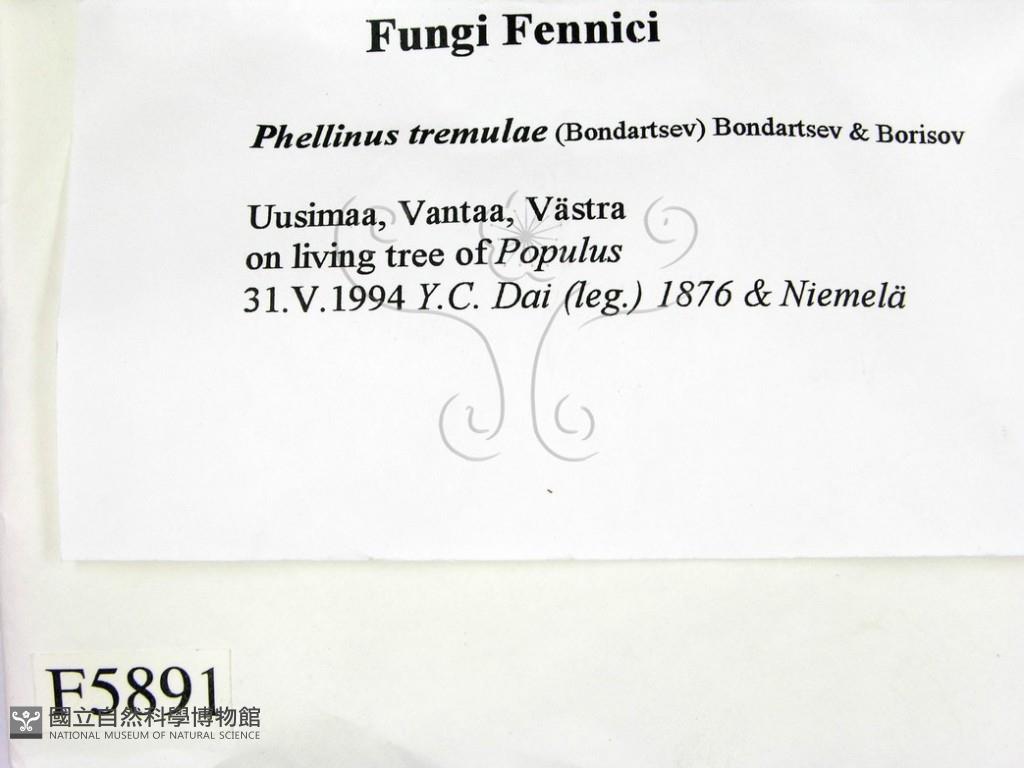 Fungi Fennici
Phellinus tremulae (Bondartsev) Bondartsev & Borisov
Uusimaa, Vantaa, Västra
on living tree of Populus
31.V.1994 Y.C. Dai (leg.) 1876 & Niemelä
F5891
國立自然科學博物館
NATIONAL MUSEUM OF NATURAL SCIENCE